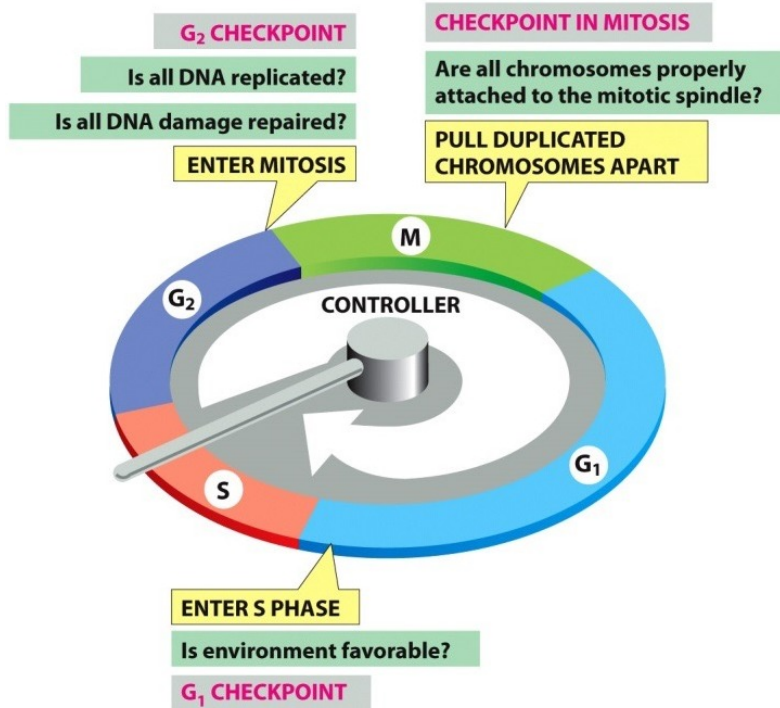 G₂ CHECKPOINT
Is all DNA replicated?
Is all DNA damage repaired?
ENTER MITOSIS
CHECKPOINT IN MITOSIS
Are all chromosomes properly
attached to the mitotic spindle?
PULL DUPLICATED
CHROMOSOMES APART
M
G₂
CONTROLLER
G₁
S
ENTER S PHASE
Is environment favorable?
G₁ CHECKPOINT